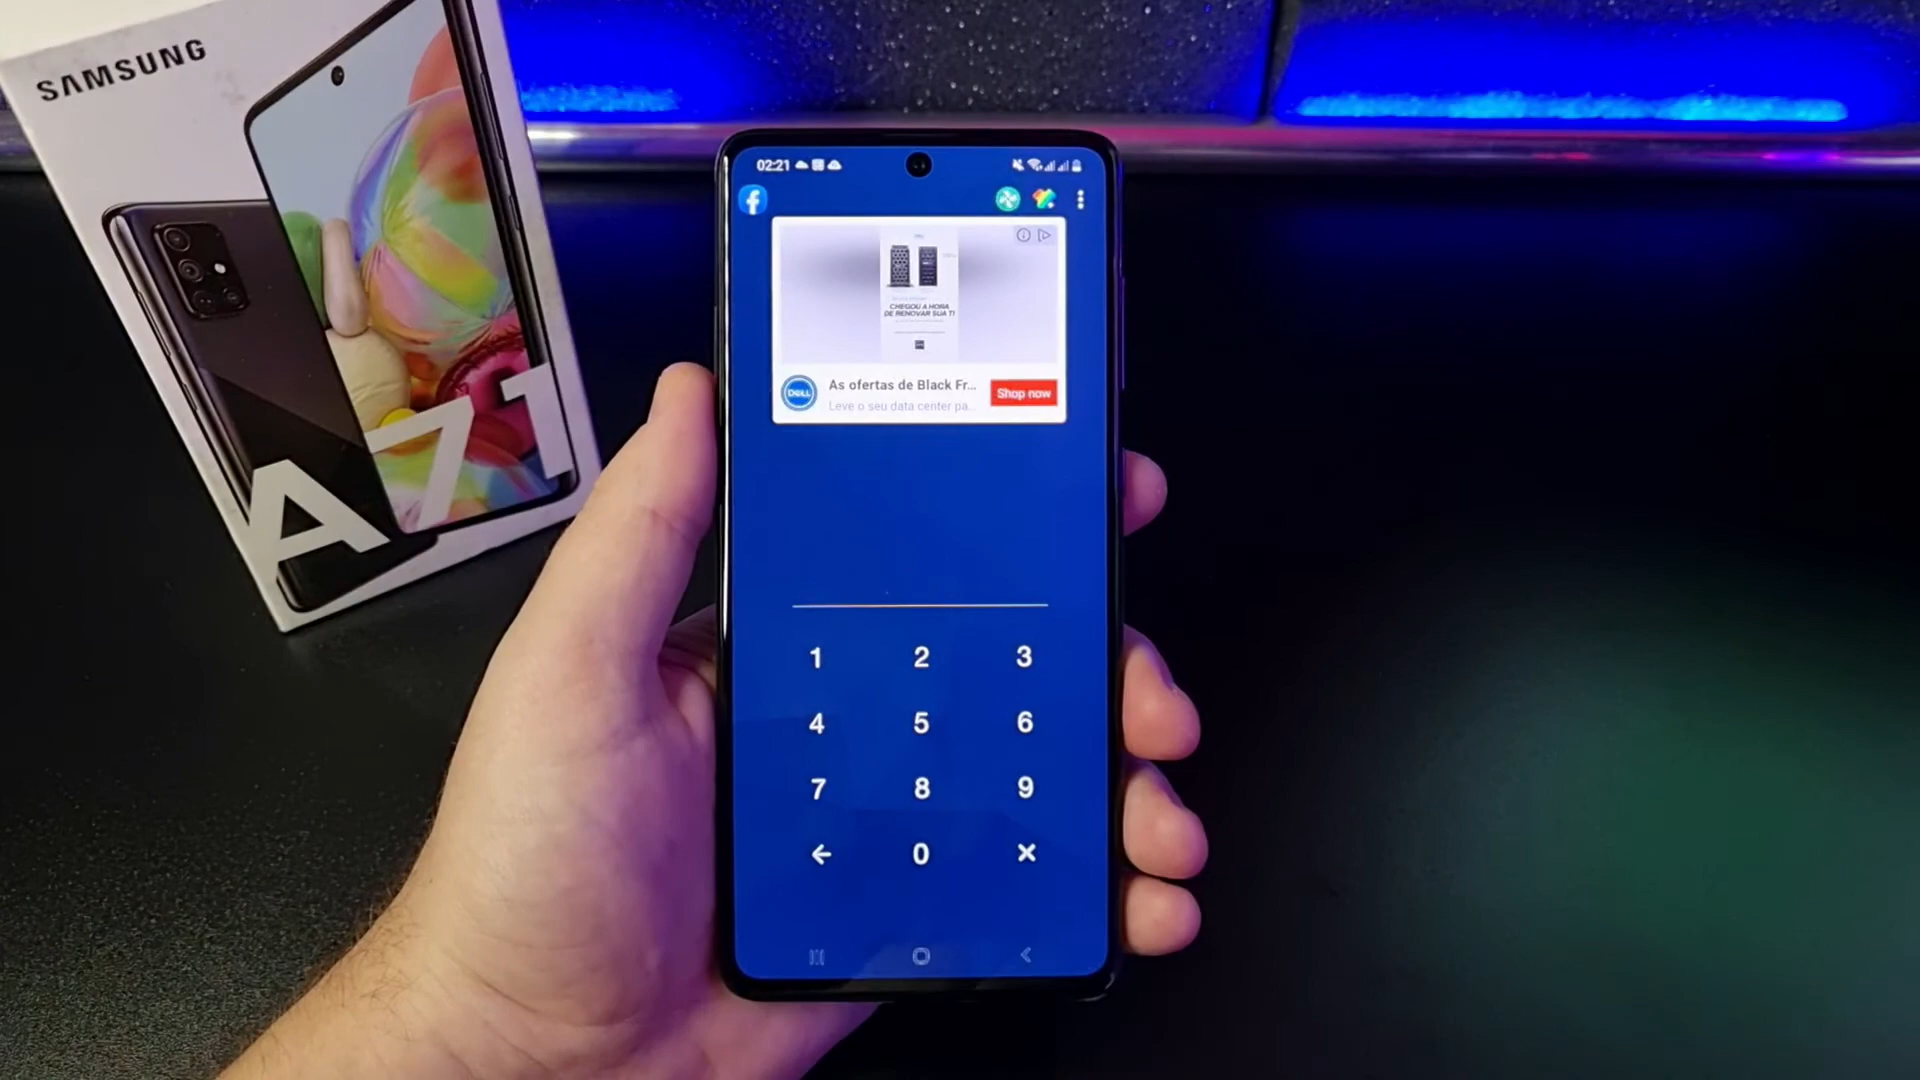 SAMSUNG
A71
02:21
CHEGOU A HORA
DE RENOVAR SUA TI
DELL
As ofertas de Black Fr...
Leve o seu data center pa...
Shop now
1 2 3
4 5 6
7 8 9
0